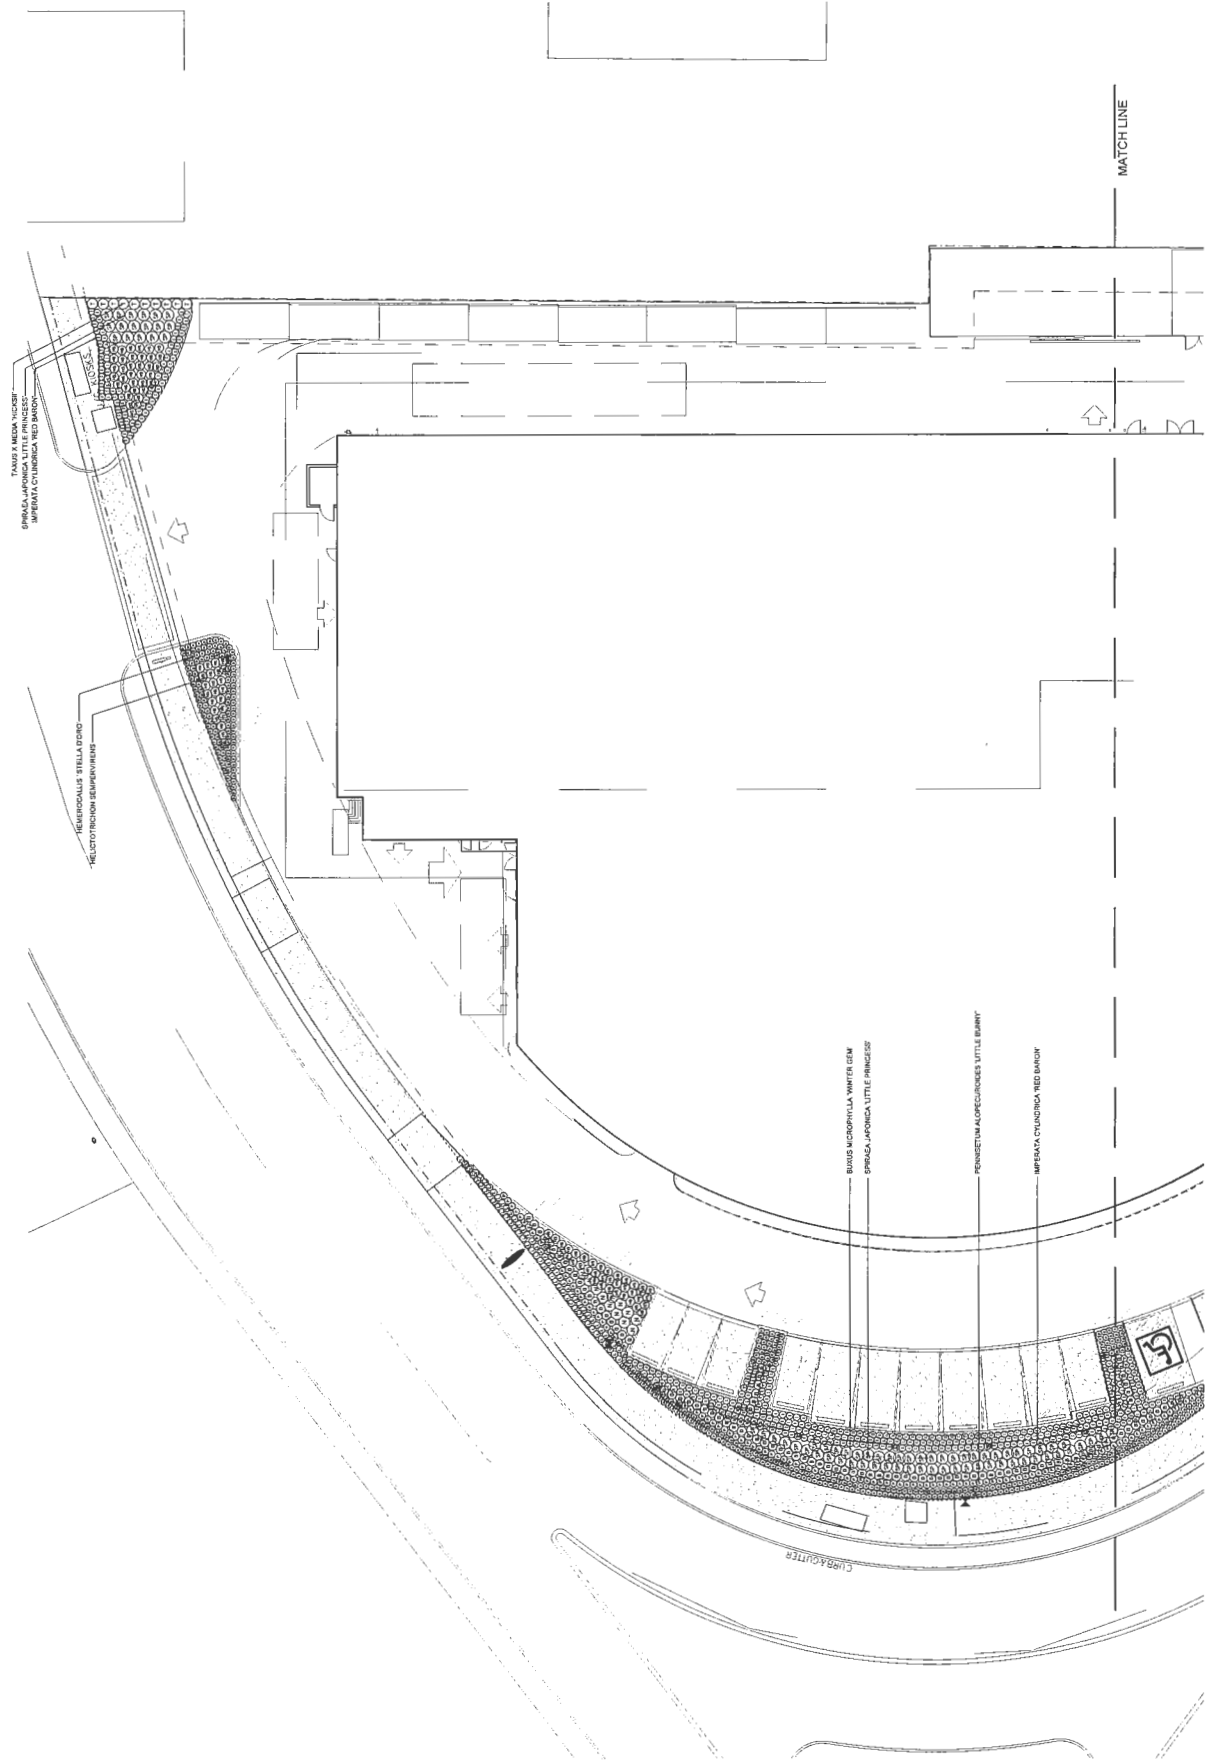 MATCH LINE
KIOSKS
TAXUS X MEDIA 'HICKSII'
SPIRAEA JAPONICA 'LITTLE PRINCESS'
IMPERATA CYLINDRICA 'RED BARON'
HEMEROCALLIS 'STELLA D'ORO'
HELICTOTRICHON SEMPERVIRENS
BUXUS MICROPHYLLA 'WINTER GEM'
SPIRAEA JAPONICA 'LITTLE PRINCESS'
PENNISETUM ALOPECUROIDES 'LITTLE BUNNY'
IMPERATA CYLINDRICA 'RED BARON'
CURB & GUTTER